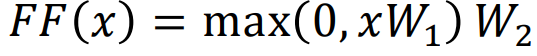 FF(x) = max(0, xW₁) W₂